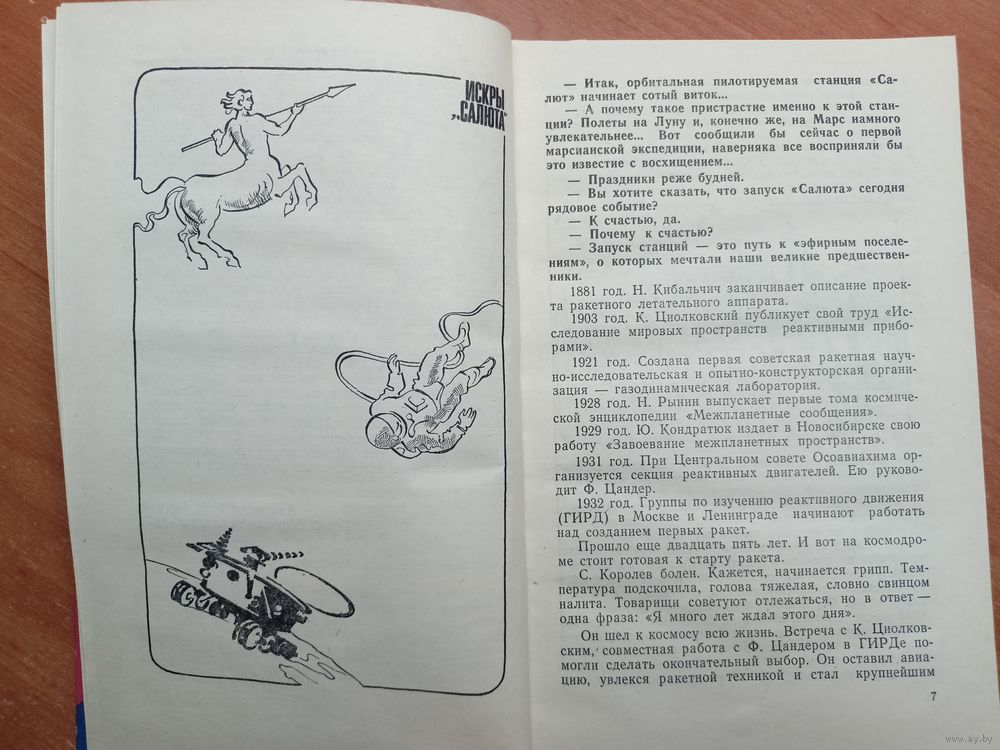 ИСКРЫ
„САЛЮТА"
— Итак, орбитальная пилотируемая станция «Са-
лют» начинает сотый виток...
— А почему такое пристрастие именно к этой стан-
ции? Полеты на Луну и, конечно же, на Марс намного
увлекательнее... Вот сообщили бы сейчас о первой
марсианской экспедиции, наверняка все восприняли бы
это известие с восхищением...
— Праздники реже будней.
— Вы хотите сказать, что запуск «Салюта» сегодня
рядовое событие?
— К счастью, да.
— Почему к счастью?
— Запуск станций — это путь к «эфирным поселе-
ниям», о которых мечтали наши великие предшествен-
ники.
1881 год. Н. Кибальчич заканчивает описание проек-
та ракетного летательного аппарата.
1903 год. К. Циолковский публикует свой труд «Ис-
следование мировых пространств реактивными прибо-
рами».
1921 год. Создана первая советская ракетная науч-
но-исследовательская и опытно-конструкторская органи-
зация — газодинамическая лаборатория.
1928 год. Н. Рынин выпускает первые тома космиче-
ской энциклопедии «Межпланетные сообщения».
1929 год. Ю. Кондратюк издает в Новосибирске свою
работу «Завоевание межпланетных пространств».
1931 год. При Центральном совете Осоавиахима ор-
ганизуется секция реактивных двигателей. Ею руково-
дит Ф. Цандер.
1932 год. Группы по изучению реактивного движения
(ГИРД) в Москве и Ленинграде начинают работать
над созданием первых ракет.
Прошло еще двадцать пять лет. И вот на космодро-
ме стоит готовая к старту ракета.
С. Королев болен. Кажется, начинается грипп. Тем-
пература подскочила, голова тяжелая, словно свинцом
налита. Товарищи советуют отлежаться, но в ответ —
одна фраза: «Я много лет ждал этого дня».
Он шел к космосу всю жизнь. Встреча с К. Циолков-
ским, совместная работа с Ф. Цандером в ГИРДе по-
могли сделать окончательный выбор. Он оставил авиа-
цию, увлекся ракетной техникой и стал крупнейшим
7
www.ay.by